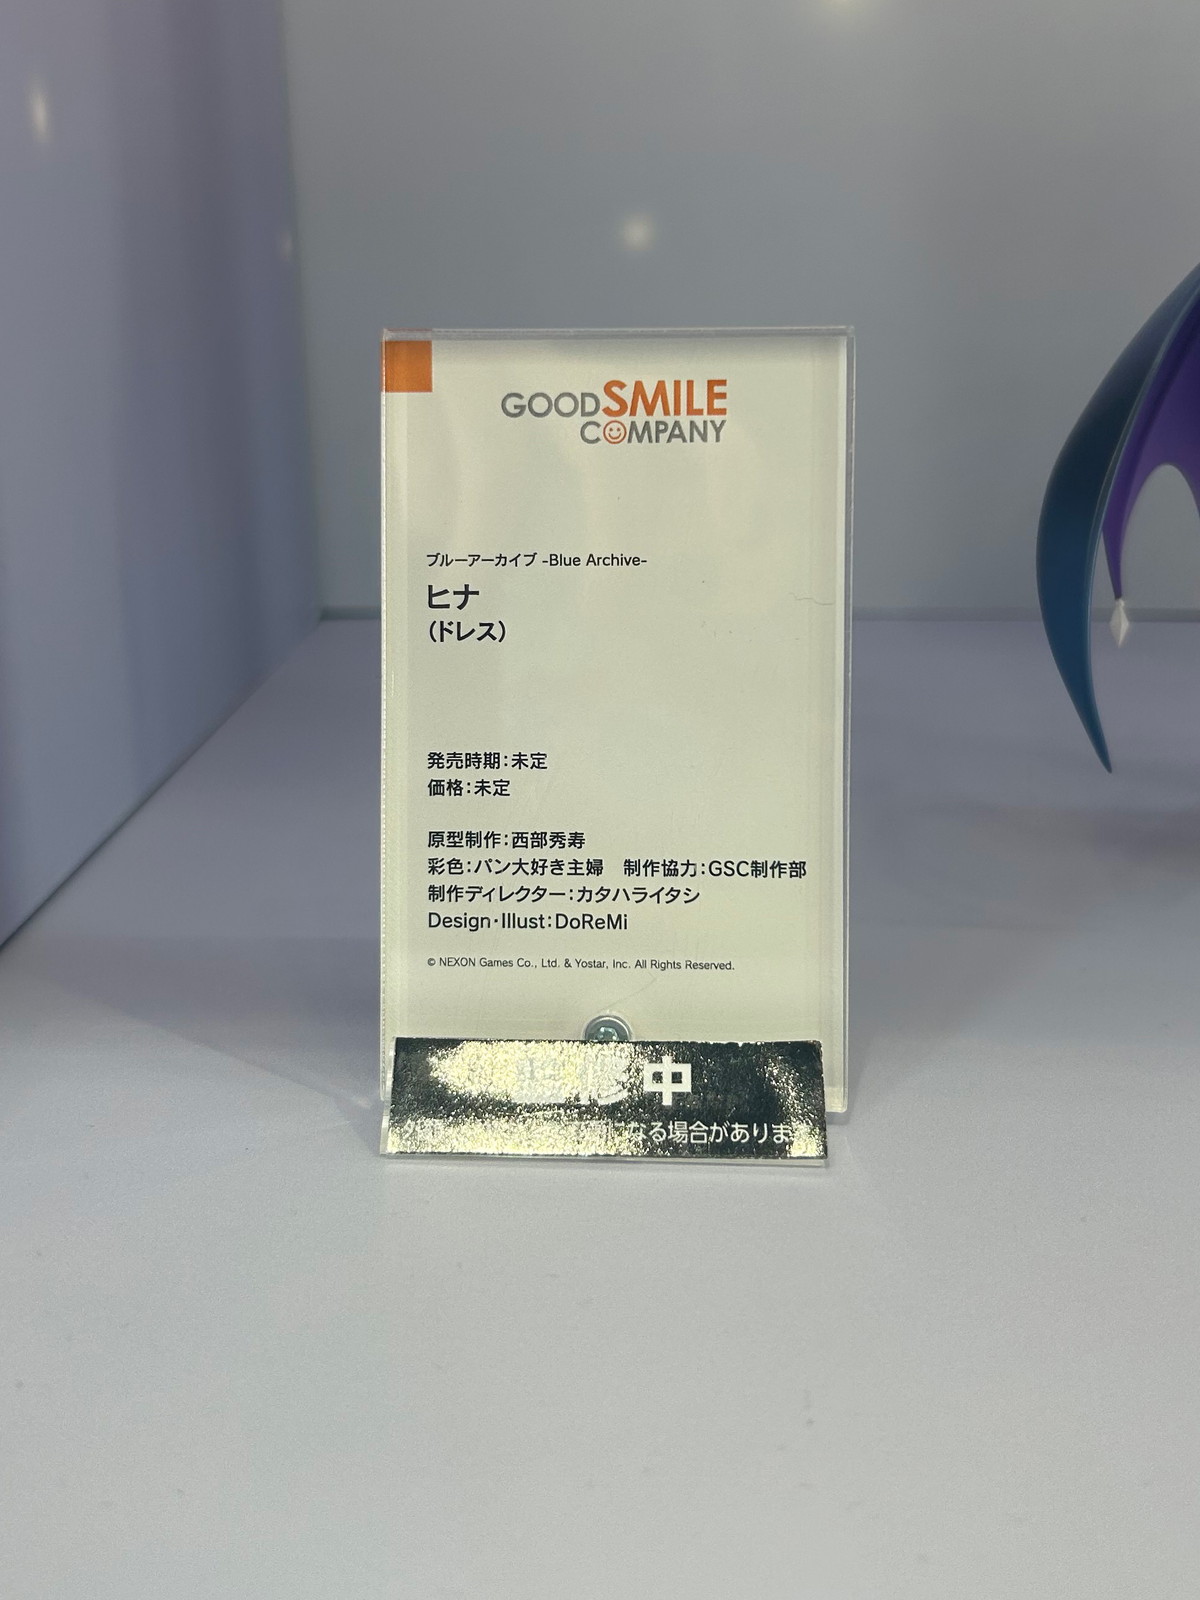 GOODSMILE
COMPANY
ブルーアーカイブ -Blue Archive-
ヒナ
(ドレス)
発売時期:未定
価格:未定
原型制作:西部秀寿
彩色:パン大好き主婦　制作協力:GSC制作部
制作ディレクター:カタハライタシ
Design・Illust:DoReMi
© NEXON Games Co., Ltd. & Yostar, Inc. All Rights Reserved.
中
になる場合があります